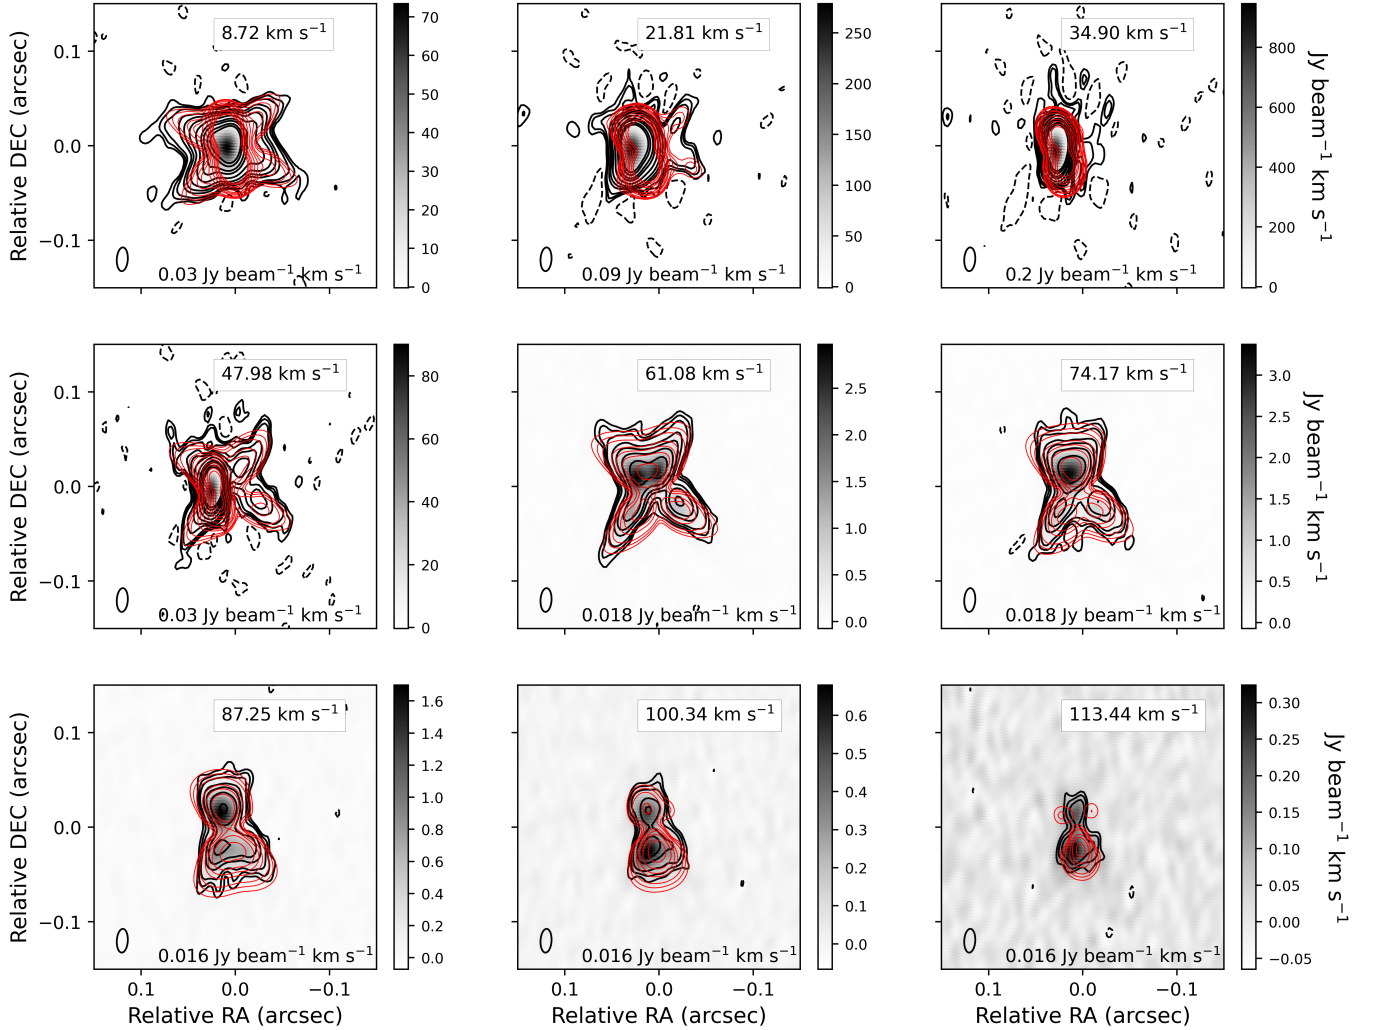 8.72 km s⁻¹
21.81 km s⁻¹
34.90 km s⁻¹
0.1
0.0
−0.1
Relative DEC (arcsec)
0.03 Jy beam⁻¹ km s⁻¹
0.09 Jy beam⁻¹ km s⁻¹
0.2 Jy beam⁻¹ km s⁻¹
70
60
50
40
30
20
10
0
250
200
150
100
50
0
800
600
400
200
0
Jy beam⁻¹ km s⁻¹
47.98 km s⁻¹
61.08 km s⁻¹
74.17 km s⁻¹
0.1
0.0
−0.1
Relative DEC (arcsec)
0.03 Jy beam⁻¹ km s⁻¹
0.018 Jy beam⁻¹ km s⁻¹
0.018 Jy beam⁻¹ km s⁻¹
80
60
40
20
0
2.5
2.0
1.5
1.0
0.5
0.0
3.0
2.5
2.0
1.5
1.0
0.5
0.0
Jy beam⁻¹ km s⁻¹
87.25 km s⁻¹
100.34 km s⁻¹
113.44 km s⁻¹
0.1
0.0
−0.1
Relative DEC (arcsec)
0.016 Jy beam⁻¹ km s⁻¹
0.016 Jy beam⁻¹ km s⁻¹
0.016 Jy beam⁻¹ km s⁻¹
1.6
1.4
1.2
1.0
0.8
0.6
0.4
0.2
0.0
0.6
0.5
0.4
0.3
0.2
0.1
0.0
0.30
0.25
0.20
0.15
0.10
0.05
0.00
−0.05
Jy beam⁻¹ km s⁻¹
0.1 0.0 −0.1
0.1 0.0 −0.1
0.1 0.0 −0.1
Relative RA (arcsec)
Relative RA (arcsec)
Relative RA (arcsec)